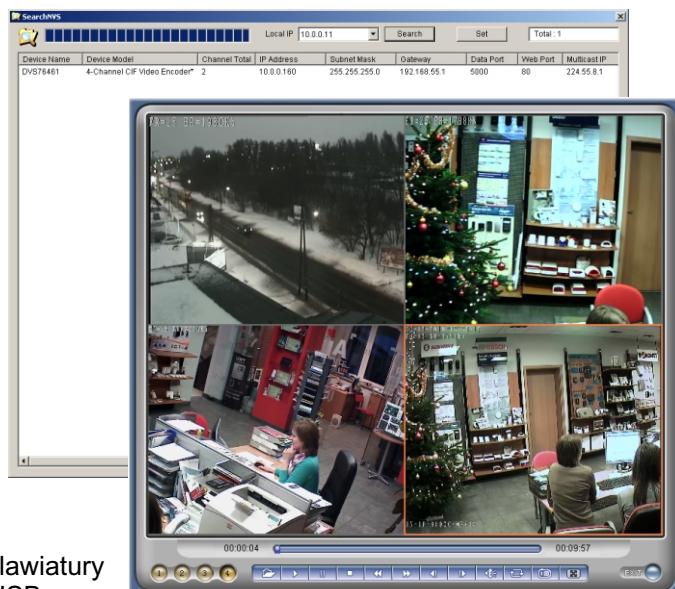 SearchNVS
Local IP 10.0.0.11 Search Set Total : 1
Device Name Device Model Channel Total IP Address Subnet Mask Gateway Data Port Web Port Multicast IP
DVS76461 4-Channel CIF Video Encoder* 2 10.0.0.160 255.255.255.0 192.168.55.1 5000 80 224.55.8.1
00:00:04 00:09:57
1 2 3 4 EXIT
lawiatury